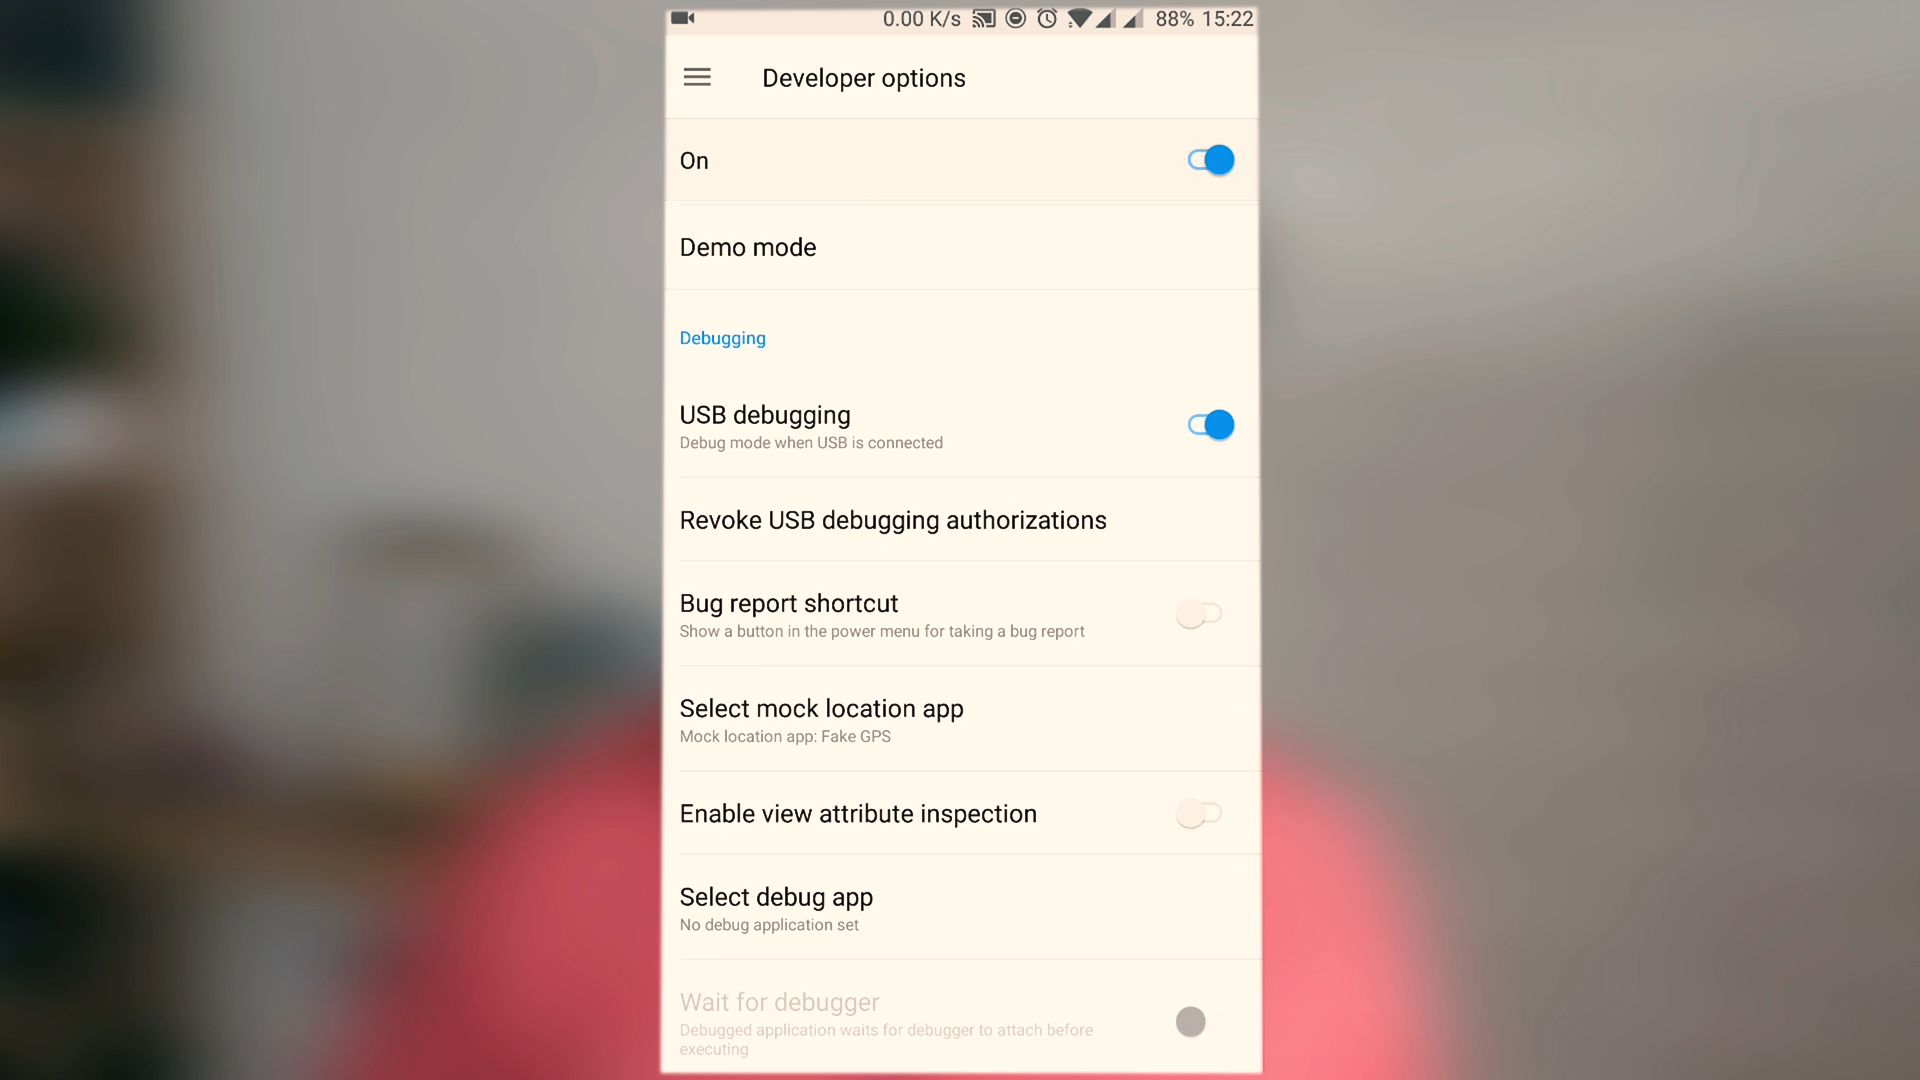 0.00 K/s 88% 15:22
Developer options
On
Demo mode
Debugging
USB debugging
Debug mode when USB is connected
Revoke USB debugging authorizations
Bug report shortcut
Show a button in the power menu for taking a bug report
Select mock location app
Mock location app: Fake GPS
Enable view attribute inspection
Select debug app
No debug application set
Wait for debugger
Debugged application waits for debugger to attach before
executing